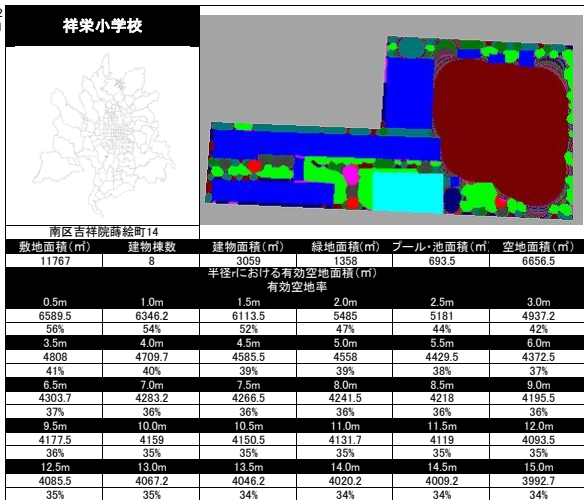 祥栄小学校
南区吉祥院蒔絵町14
敷地面積(㎡) 建物棟数 建物面積(㎡) 緑地面積(㎡) プール・池面積(㎡) 空地面積(㎡)
11767 8 3059 1358 693.5 6656.5
半径rにおける有効空地面積(㎡)
有効空地率
0.5m 1.0m 1.5m 2.0m 2.5m 3.0m
6589.5 6346.2 6113.5 5485 5181 4937.2
56% 54% 52% 47% 44% 42%
3.5m 4.0m 4.5m 5.0m 5.5m 6.0m
4808 4709.7 4585.5 4558 4429.5 4372.5
41% 40% 39% 39% 38% 37%
6.5m 7.0m 7.5m 8.0m 8.5m 9.0m
4303.7 4283.2 4266.5 4241.5 4218 4195.5
37% 36% 36% 36% 36% 36%
9.5m 10.0m 10.5m 11.0m 11.5m 12.0m
4177.5 4159 4150.5 4131.7 4119 4093.5
36% 35% 35% 35% 35% 35%
12.5m 13.0m 13.5m 14.0m 14.5m 15.0m
4085.5 4067.2 4046.2 4020.2 4009.2 3992.7
35% 35% 34% 34% 34% 34%